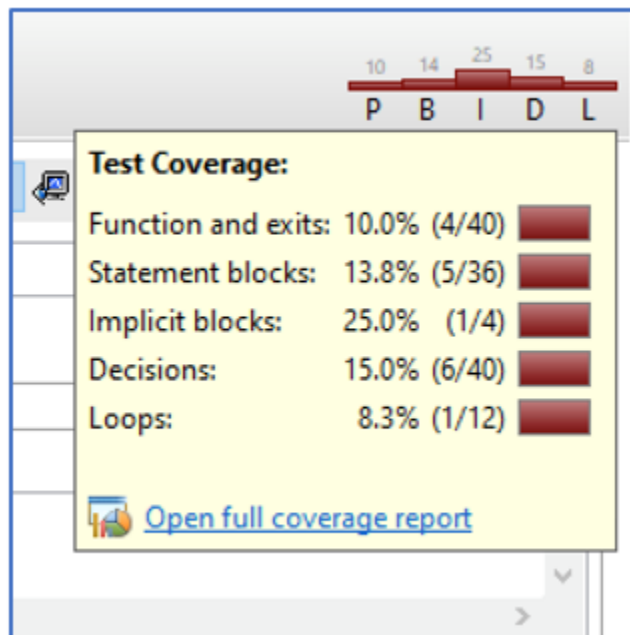 10 14 25 15 8
P B I D L
Test Coverage:
Function and exits: 10.0% (4/40)
Statement blocks: 13.8% (5/36)
Implicit blocks: 25.0% (1/4)
Decisions: 15.0% (6/40)
Loops: 8.3% (1/12)
Open full coverage report